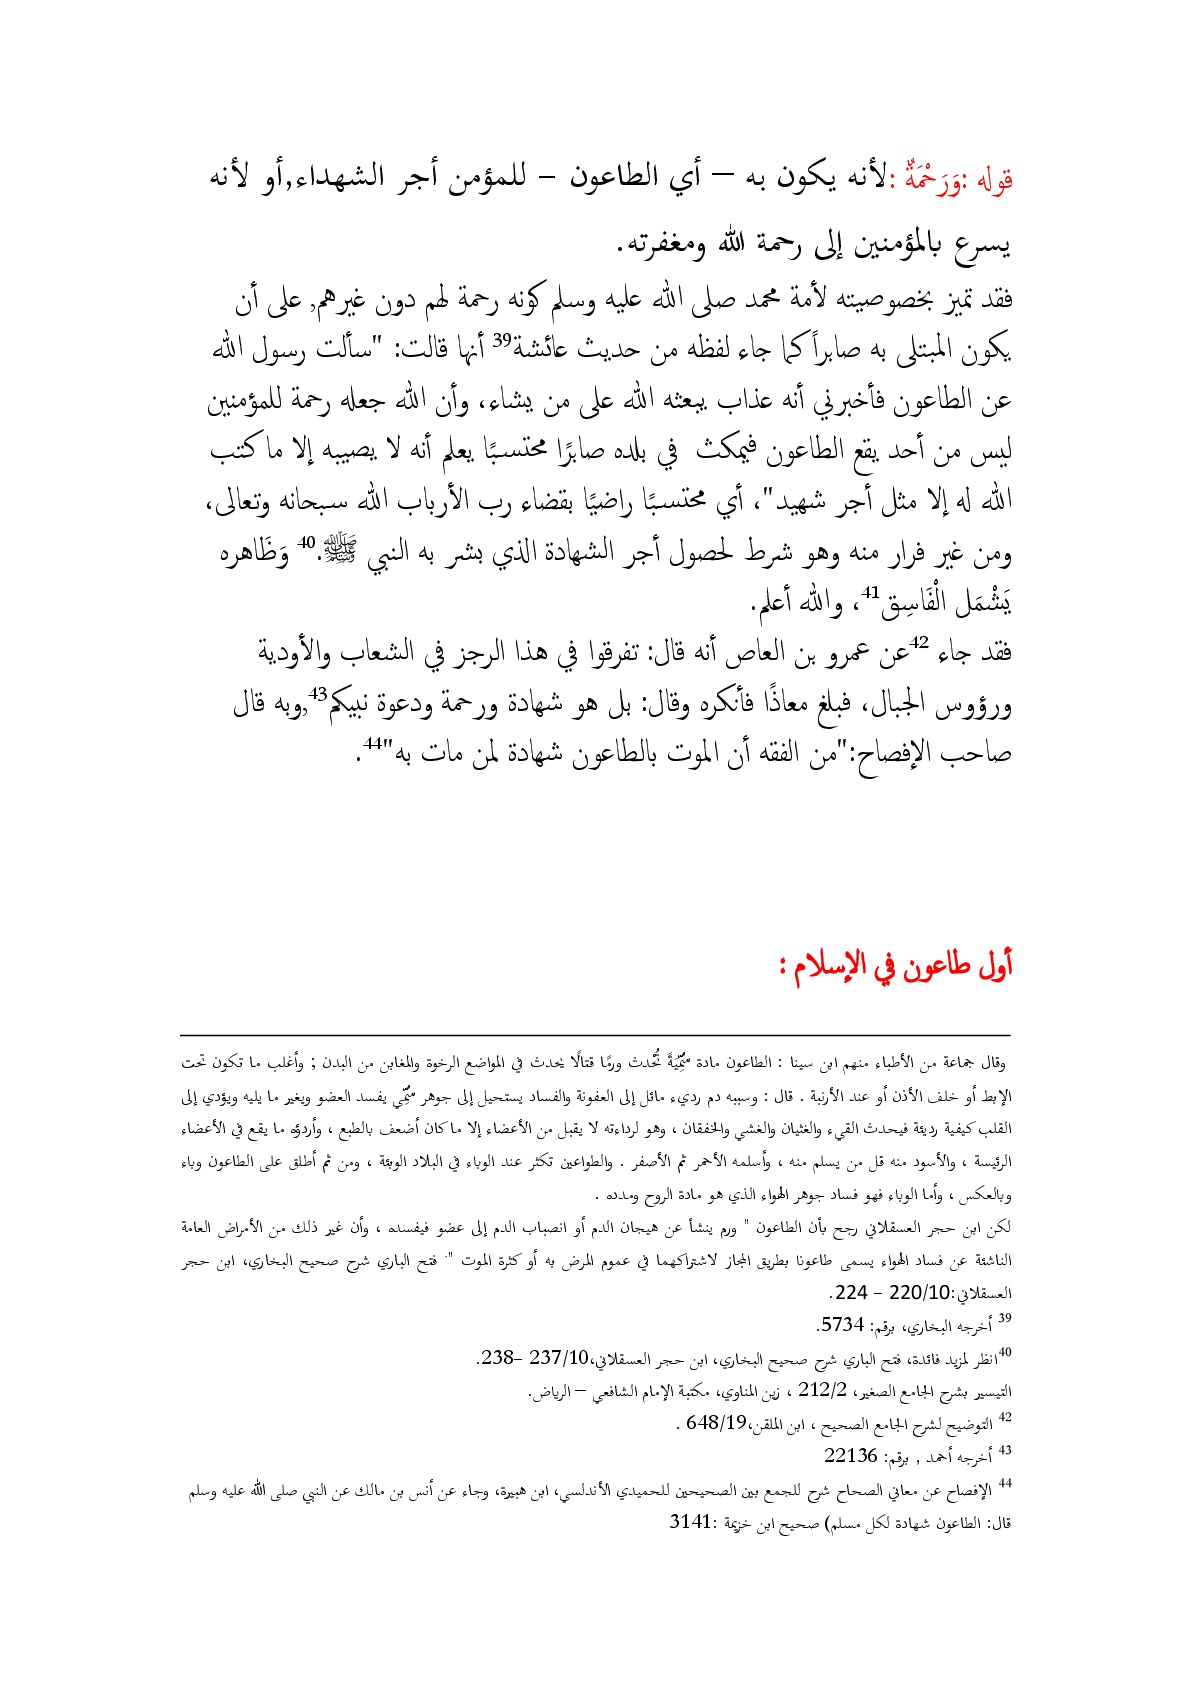 قوله :وَرَحْمَةٌ :لأنه يكون به – أي الطاعون – للمؤمن أجر الشهداء,أو لأنه
يسرع بالمؤمنين إلى رحمة الله ومغفرته.
فقد تميز بخصوصيته لأمة محمد صلى الله عليه وسلم كونه رحمة لهم دون غيرهم, على أن
يكون المبتلى به صابراً كما جاء لفظه من حديث عائشة39 أنها قالت: "سألت رسول الله
عن الطاعون فأخبرني أنه عذاب يبعثه الله على من يشاء، وأن الله جعله رحمة للمؤمنين
ليس من أحد يقع الطاعون فيمكث في بلده صابرًا محتسبًا يعلم أنه لا يصيبه إلا ما كتب
الله له إلا مثل أجر شهيد"، أي محتسبًا راضيًا بقضاء رب الأرباب الله سبحانه وتعالى،
ومن غير فرار منه وهو شرط لحصول أجر الشهادة الذي بشر به النبي ﷺ.40 وَظَاهره
يَشْمَل الْفَاسِق41، والله أعلم.
فقد جاء 42عن عمرو بن العاص أنه قال: تفرقوا في هذا الرجز في الشعاب والأودية
ورؤوس الجبال، فبلغ معاذًا فأنكره وقال: بل هو شهادة ورحمة ودعوة نبيكم43,وبه قال
صاحب الإفصاح:"من الفقه أن الموت بالطاعون شهادة لمن مات به"44.
أول طاعون في الإسلام :
وقال جماعة من الأطباء منهم ابن سينا : الطاعون مادة سُمِّيَّةً تُحْدث ورمًا قتالًا يحدث في المواضع الرخوة والمغابن من البدن ; وأغلب ما تكون تحت
الإبط أو خلف الأذن أو عند الأرنبة . قال : وسببه دم رديء مائل إلى العفونة والفساد يستحيل إلى جوهر سُمِّي يفسد العضو ويغير ما يليه ويؤدي إلى
القلب كيفية رديئة فيحدث القيء والغثيان والغشي والخفقان ، وهو لرداءته لا يقبل من الأعضاء إلا ما كان أضعف بالطبع ، وأردؤه ما يقع في الأعضاء
الرئيسة ، والأسود منه قل من يسلم منه ، وأسلمه الأحمر ثم الأصفر . والطواعين تكثر عند الوباء في البلاد الوبئة ، ومن ثم أطلق على الطاعون وباء
وبالعكس ، وأما الوباء فهو فساد جوهر الهواء الذي هو مادة الروح ومدده .
لكن ابن حجر العسقلاني رجح بأن الطاعون " ورم ينشأ عن هيجان الدم أو انصباب الدم إلى عضو فيفسده ، وأن غير ذلك من الأمراض العامة
الناشئة عن فساد الهواء يسمى طاعونا بطريق المجاز لاشتراكهما في عموم المرض به أو كثرة الموت ". فتح الباري شرح صحيح البخاري، ابن حجر
العسقلاني:220/10 – 224.
39 أخرجه البخاري، برقم: 5734.
40انظر لمزيد فائدة، فتح الباري شرح صحيح البخاري، ابن حجر العسقلاني،237/10 –238.
التيسير بشرح الجامع الصغير، 212/2 ، زين المناوي، مكتبة الإمام الشافعي – الرياض.
42 التوضيح لشرح الجامع الصحيح ، ابن الملقن،648/19 .
43 أخرجه أحمد , برقم: 22136
44 الإفصاح عن معاني الصحاح شرح للجمع بين الصحيحين للحميدي الأندلسي، ابن هبيرة، وجاء عن أنس بن مالك عن النبي صلى الله عليه وسلم
قال: الطاعون شهادة لكل مسلم) صحيح ابن خزيمة :3141